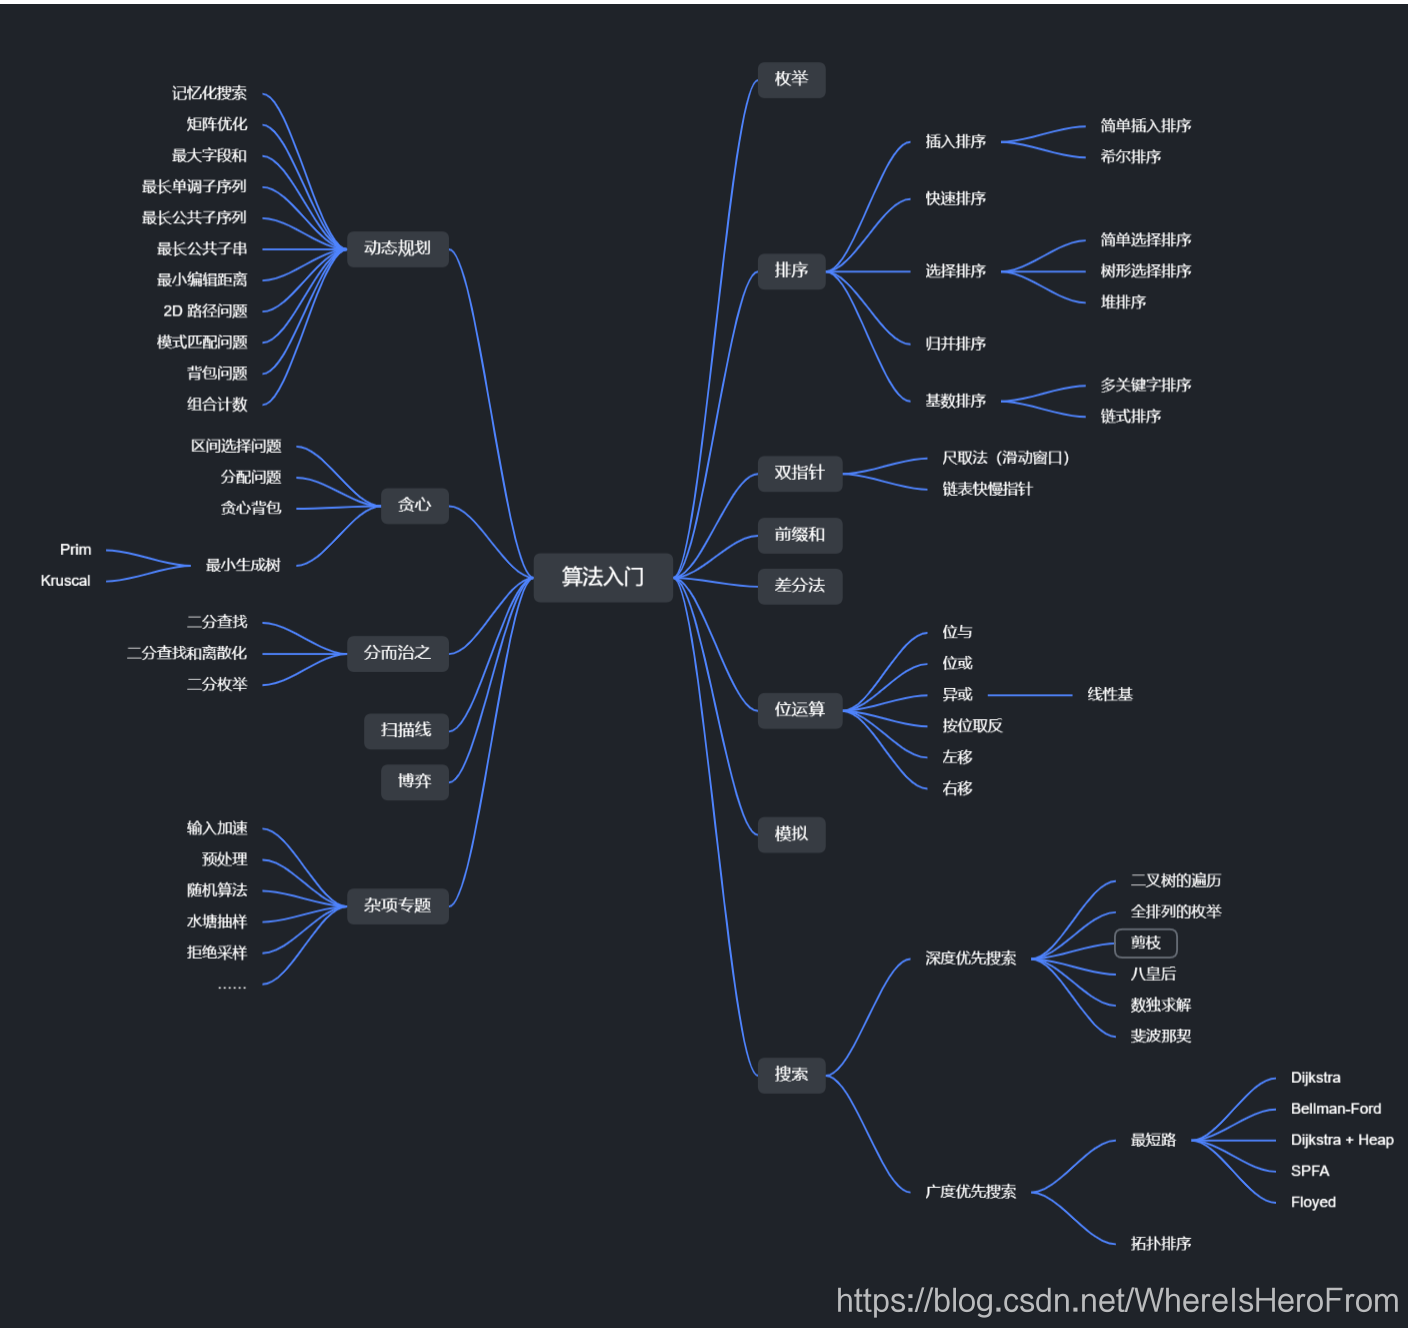 算法入门
枚举
排序
插入排序
简单插入排序
希尔排序
快速排序
选择排序
简单选择排序
树形选择排序
堆排序
归并排序
基数排序
多关键字排序
链式排序
双指针
尺取法（滑动窗口）
链表快慢指针
前缀和
差分法
位运算
位与
位或
异或
线性基
按位取反
左移
右移
模拟
搜索
深度优先搜索
二叉树的遍历
全排列的枚举
剪枝
八皇后
数独求解
斐波那契
广度优先搜索
最短路
Dijkstra
Bellman-Ford
Dijkstra + Heap
SPFA
Floyed
拓扑排序
动态规划
记忆化搜索
矩阵优化
最大字段和
最长单调子序列
最长公共子序列
最长公共子串
最小编辑距离
2D 路径问题
模式匹配问题
背包问题
组合计数
贪心
区间选择问题
分配问题
贪心背包
最小生成树
Prim
Kruscal
分而治之
二分查找
二分查找和离散化
二分枚举
扫描线
博弈
杂项专题
输入加速
预处理
随机算法
水塘抽样
拒绝采样
……
https://blog.csdn.net/WhereIsHeroFrom